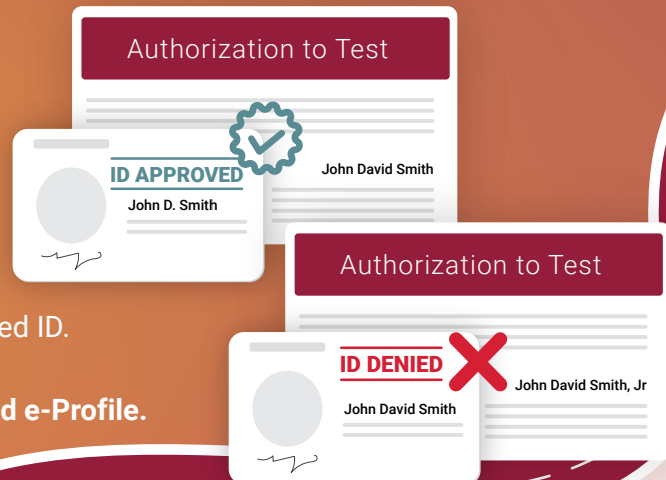 Authorization to Test
ID APPROVED
John D. Smith
John David Smith
Authorization to Test
ID DENIED
John David Smith
John David Smith, Jr
ed ID.
d e-Profile.